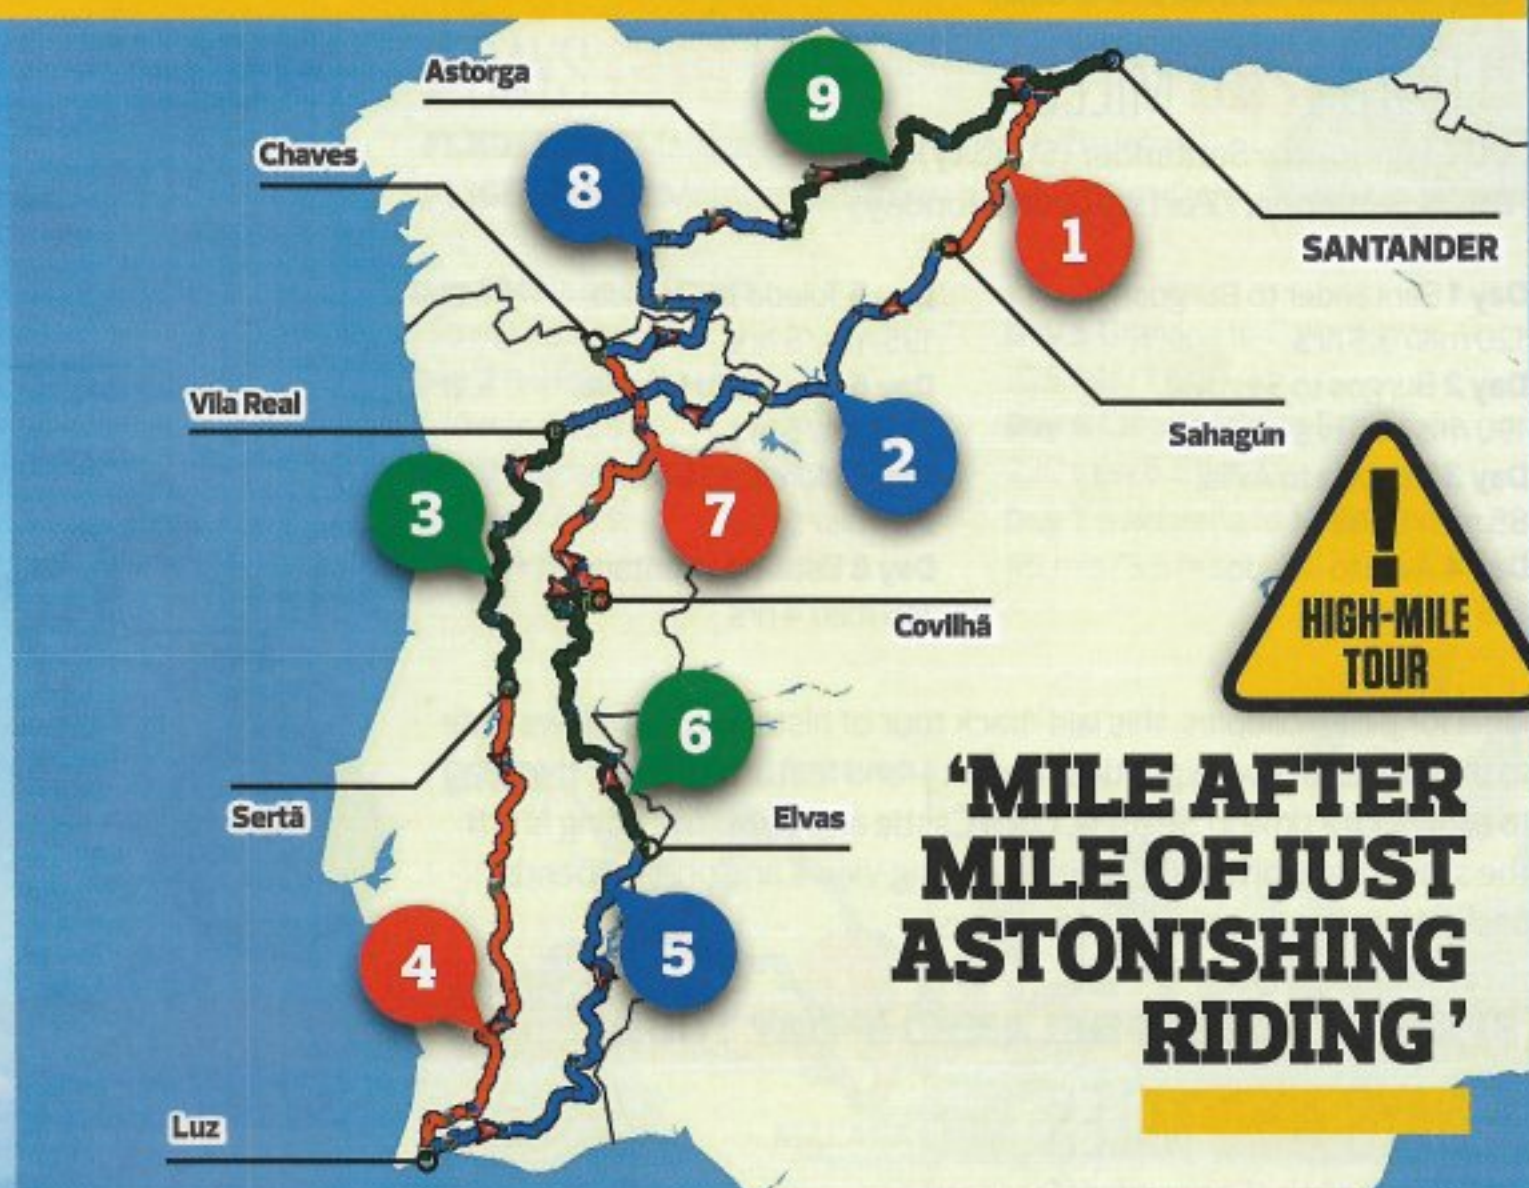 Astorga
9
Chaves
8
1
SANTANDER
Vila Real
2
Sahagún
3
7
!
HIGH-MILE
TOUR
Covilhã
6
Sertã
Elvas
‘MILE AFTER
MILE OF JUST
ASTONISHING
RIDING’
4
5
Luz